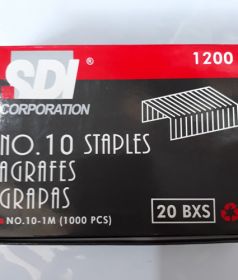 1200
SDI®
CORPORATION
NO.10 STAPLES
AGRAFES
GRAPAS
NO.10-1M (1000 PCS)
20 BXS